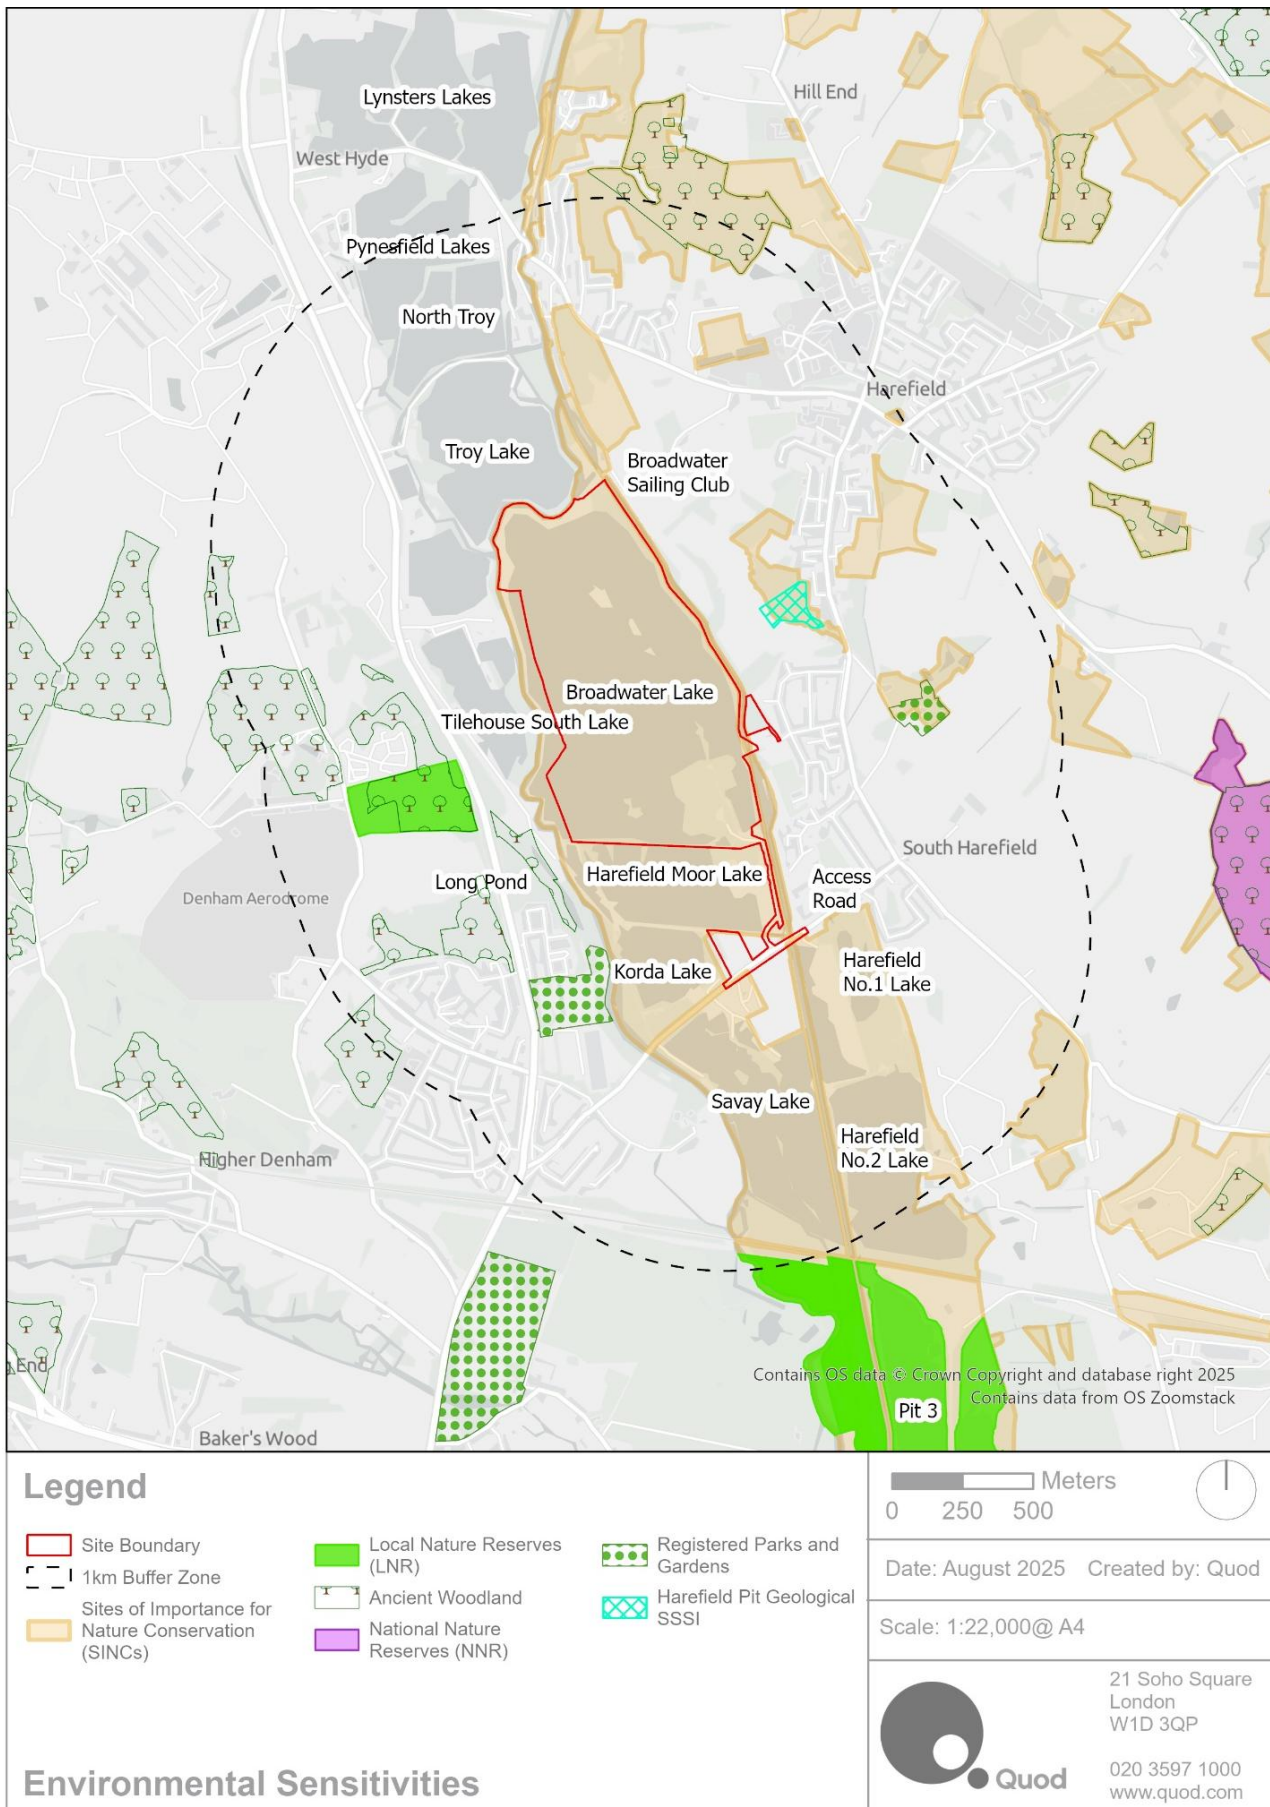 Lynsters Lakes
Hill End
West Hyde
Pynesfield Lakes
North Troy
Harefield
Troy Lake
Broadwater
Sailing Club
Broadwater Lake
Tilehouse South Lake
South Harefield
Harefield Moor Lake
Access
Road
Long Pond
Denham Aerodrome
Korda Lake
Harefield
No.1 Lake
Savay Lake
Harefield
No.2 Lake
Higher Denham
End
Contains OS data © Crown Copyright and database right 2025
Contains data from OS Zoomstack
Pit 3
Baker's Wood
Legend
Site Boundary
1km Buffer Zone
Sites of Importance for
Nature Conservation
(SINCs)
Local Nature Reserves
(LNR)
Ancient Woodland
National Nature
Reserves (NNR)
Registered Parks and
Gardens
Harefield Pit Geological
SSSI
Environmental Sensitivities
Meters
0 250 500
Date: August 2025 Created by: Quod
Scale: 1:22,000@ A4
Quod
21 Soho Square
London
W1D 3QP
020 3597 1000
www.quod.com